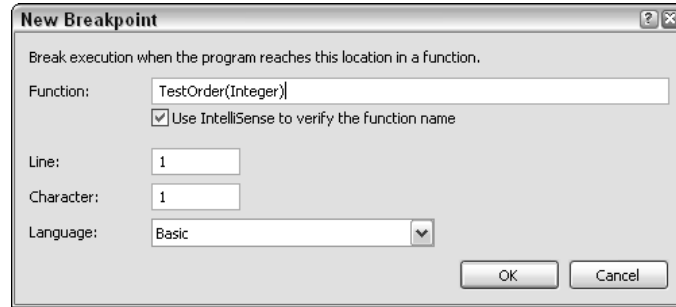 New Breakpoint
Break execution when the program reaches this location in a function.
Function: TestOrder(Integer)
Use IntelliSense to verify the function name
Line: 1
Character: 1
Language: Basic
OK Cancel